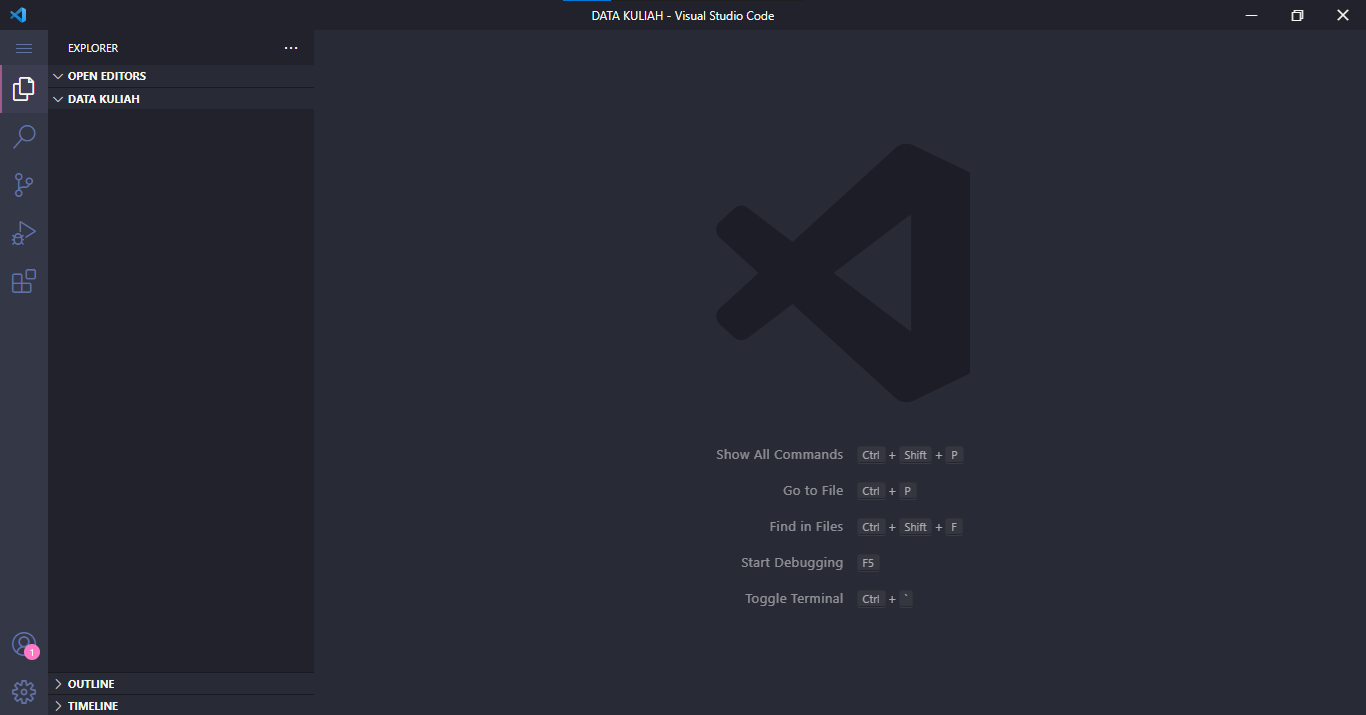 DATA KULIAH - Visual Studio Code
EXPLORER
OPEN EDITORS
DATA KULIAH
Show All Commands Ctrl + Shift + P
Go to File Ctrl + P
Find in Files Ctrl + Shift + F
Start Debugging F5
Toggle Terminal Ctrl + `
1
OUTLINE
TIMELINE